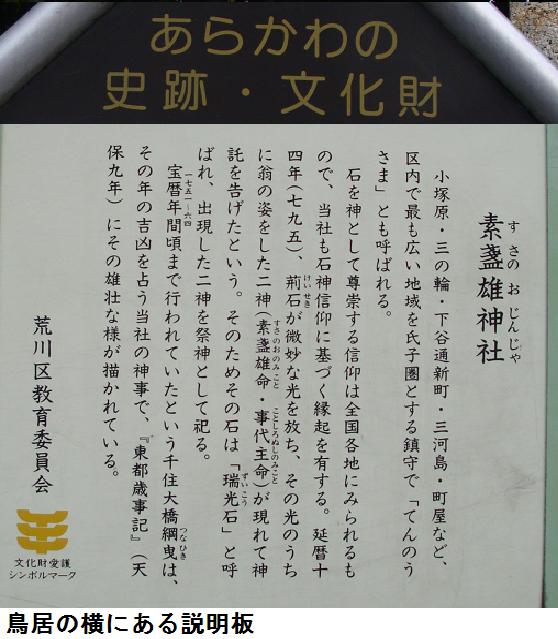 あらかわの
史跡・文化財
素盞雄神社
すさのおじんじゃ
小塚原・三の輪・下谷通新町・三河島・町屋など、
区内で最も広い地域を氏子圏とする鎮守で「てんのう
さま」とも呼ばれる。
石を神として尊崇する信仰は全国各地にみられるも
ので、当社も石神信仰に基づく縁起を有する。延暦十
四年(七九五)、荊石が微妙な光を放ち、その光のうち
けいせき
に翁の姿をした二神(素盞雄命・事代主命)が現れて神
すさのおのみこと ことしろぬしのみこと
託を告げたという。そのためその石は「瑞光石」と呼
ずいこう
ばれ、出現した二神を祭神として祀る。
宝暦年間頃まで行われていたという千住大橋綱曳は、
一七五一~六四 つなひき
その年の吉凶を占う当社の神事で、『東都歳事記』(天
保九年)にその雄壮な様が描かれている。
荒川区教育委員会
文化財愛護
シンボルマーク
鳥居の横にある説明板